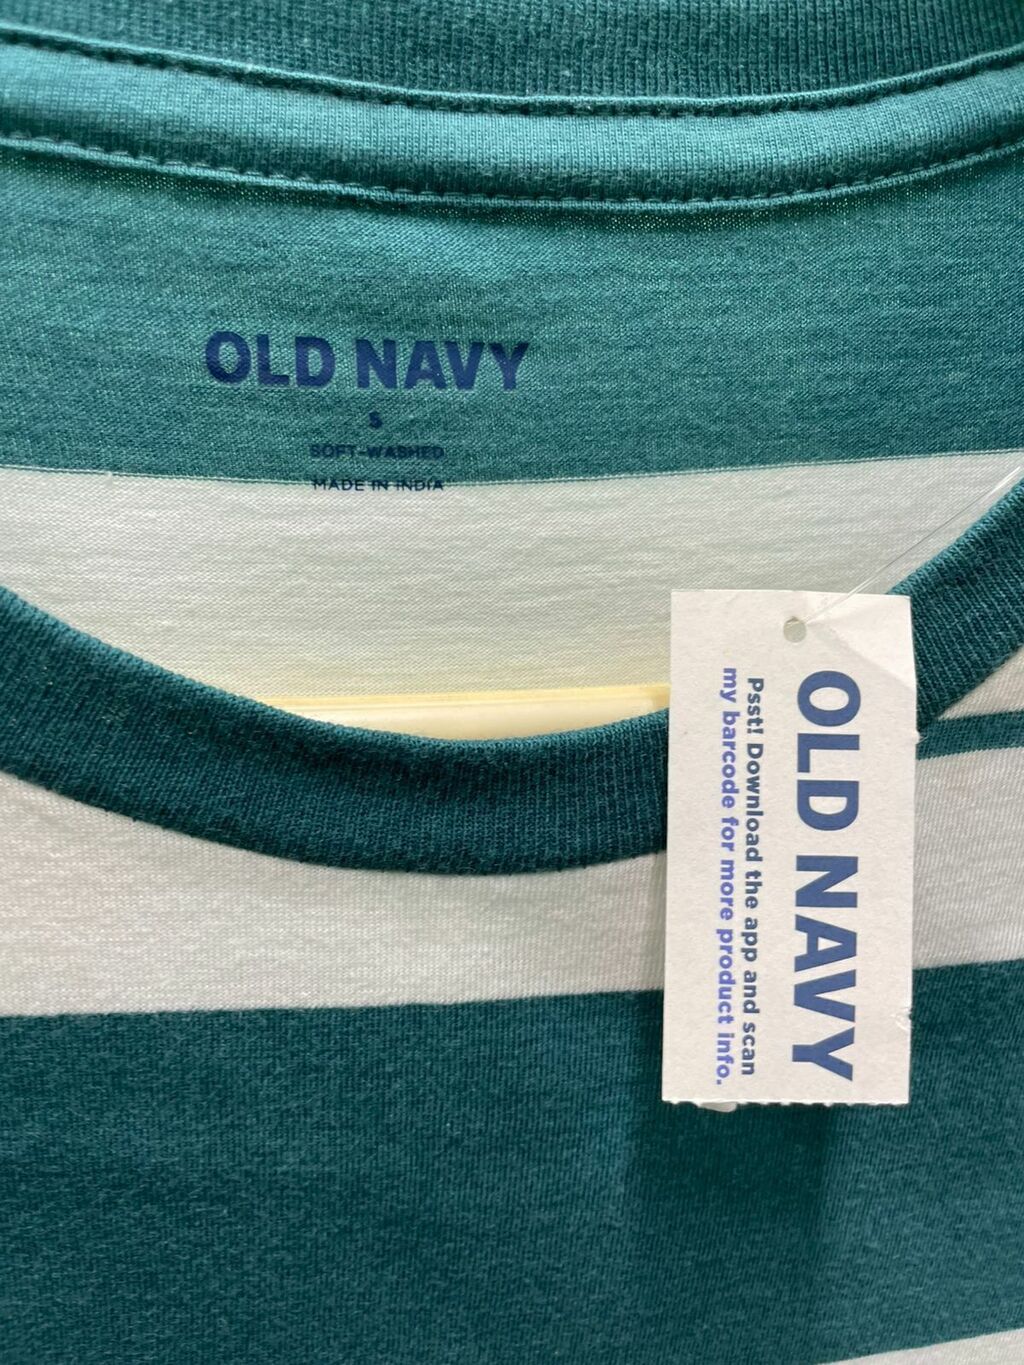 OLD NAVY
S
SOFT-WASHED
MADE IN INDIA
OLD NAVY
Psst! Download the app and scan
my barcode for more product info.